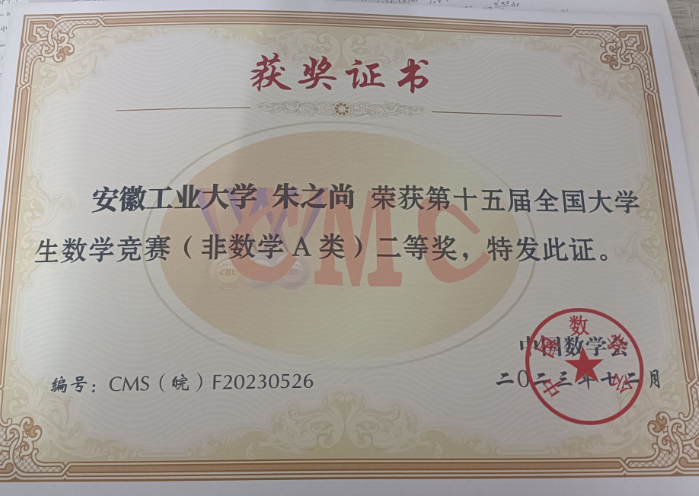 获奖证书
安徽工业大学 朱之尚 荣获第十五届全国大学
生数学竞赛（非数学A类）二等奖，特发此证。
CMC
中国数学会
编号：CMS（皖）F20230526
二〇二三年十二月